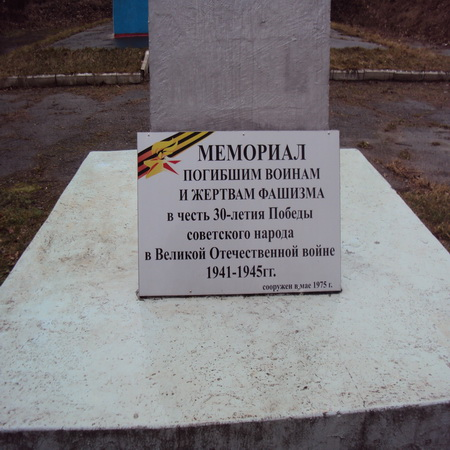 МЕМОРИАЛ
ПОГИБШИМ ВОИНАМ
И ЖЕРТВАМ ФАШИЗМА
в честь 30-летия Победы
советского народа
в Великой Отечественной войне
1941-1945гг.
сооружен в мае 1975 г.